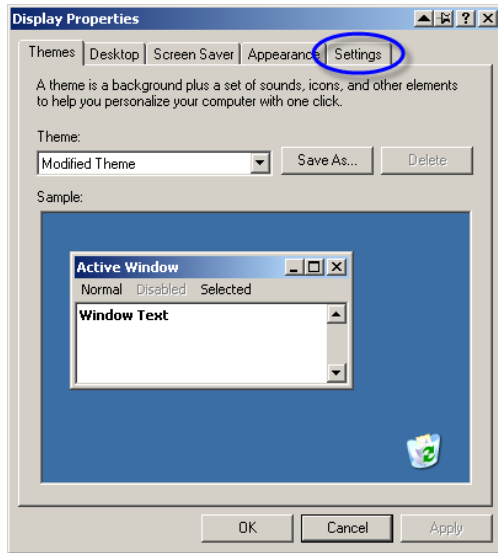 Display Properties
Themes Desktop Screen Saver Appearance Settings
A theme is a background plus a set of sounds, icons, and other elements
to help you personalize your computer with one click.
Theme:
Modified Theme Save As... Delete
Sample:
Active Window
Normal Disabled Selected
Window Text
OK Cancel Apply